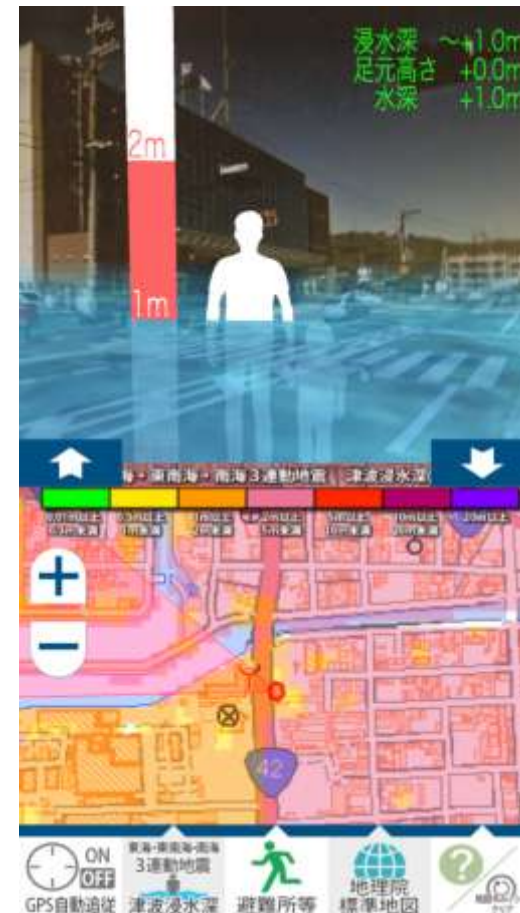 浸水深 ～+1.0m
足元高さ +0.0m
水深 +1.0m
2m
1m
海・東南海・南海3連動地震 津波浸水深
42
ON
OFF
GPS自動追従
東海・東南海・南海
3連動地震
津波浸水深
避難所等
地理院
標準地図
?